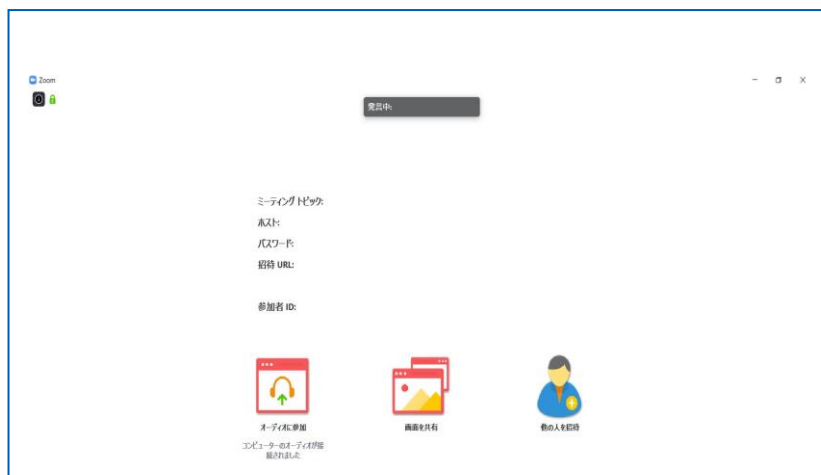 Zoom
発言中:
ミーティングトピック:
ホスト:
パスワード:
招待 URL:
参加者 ID:
オーディオに参加
画面を共有
他の人を招待
コンピューターのオーディオが接
続されました